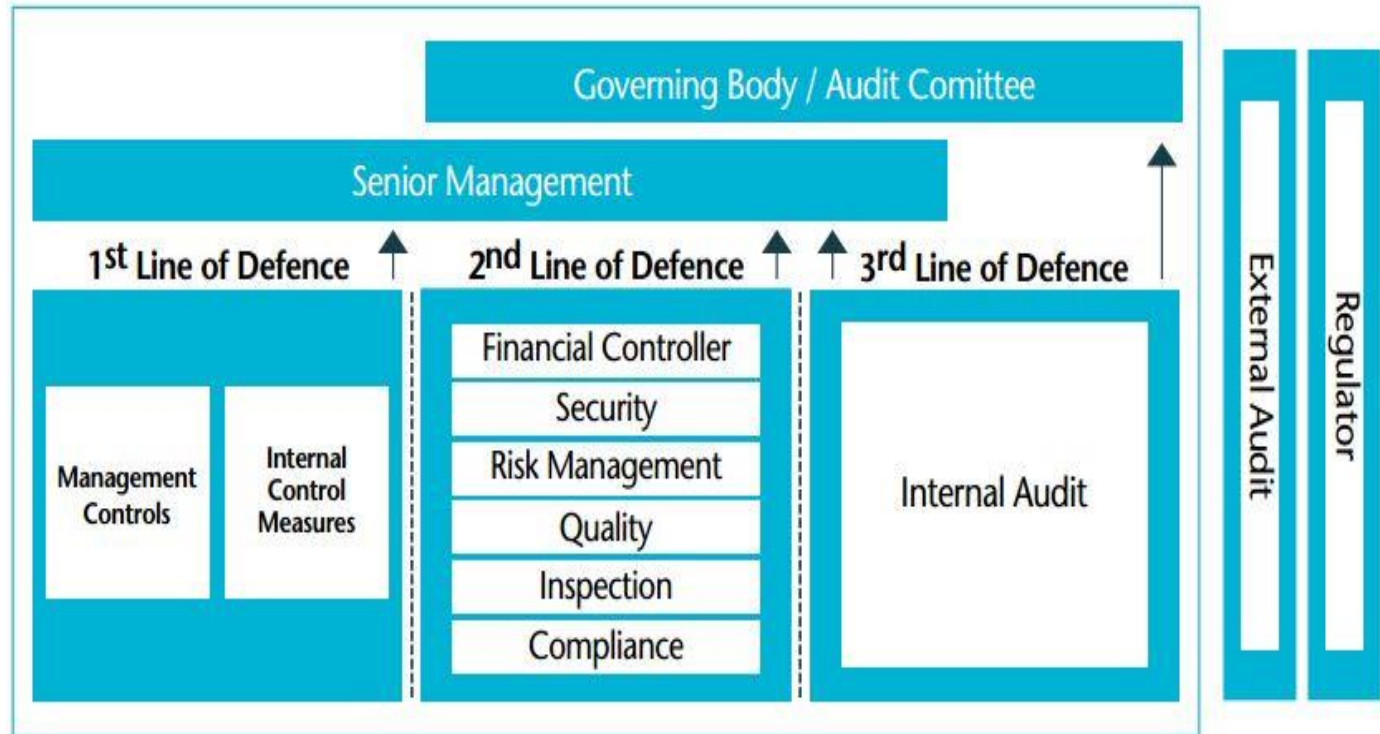 Governing Body / Audit Comittee
Senior Management
1st Line of Defence
2nd Line of Defence
3rd Line of Defence
Management
Controls
Internal
Control
Measures
Financial Controller
Security
Risk Management
Quality
Inspection
Compliance
Internal Audit
External Audit
Regulator